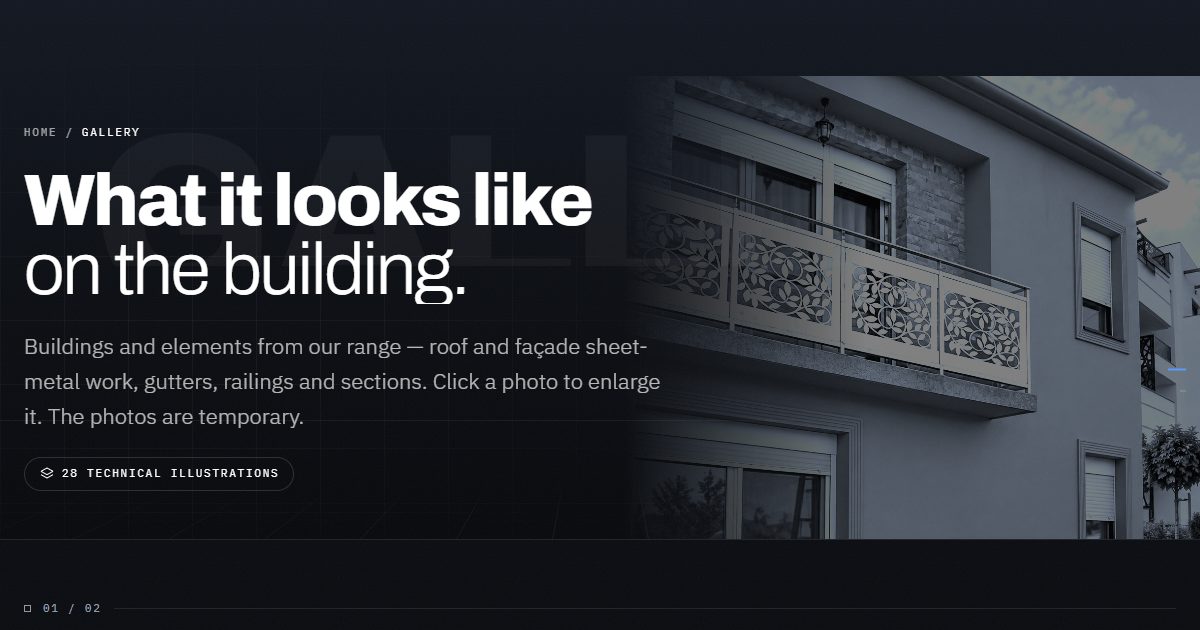 HOME / GALLERY
What it looks like
on the building.
Buildings and elements from our range — roof and façade sheet-
metal work, gutters, railings and sections. Click a photo to enlarge
it. The photos are temporary.
28 TECHNICAL ILLUSTRATIONS
01 / 02